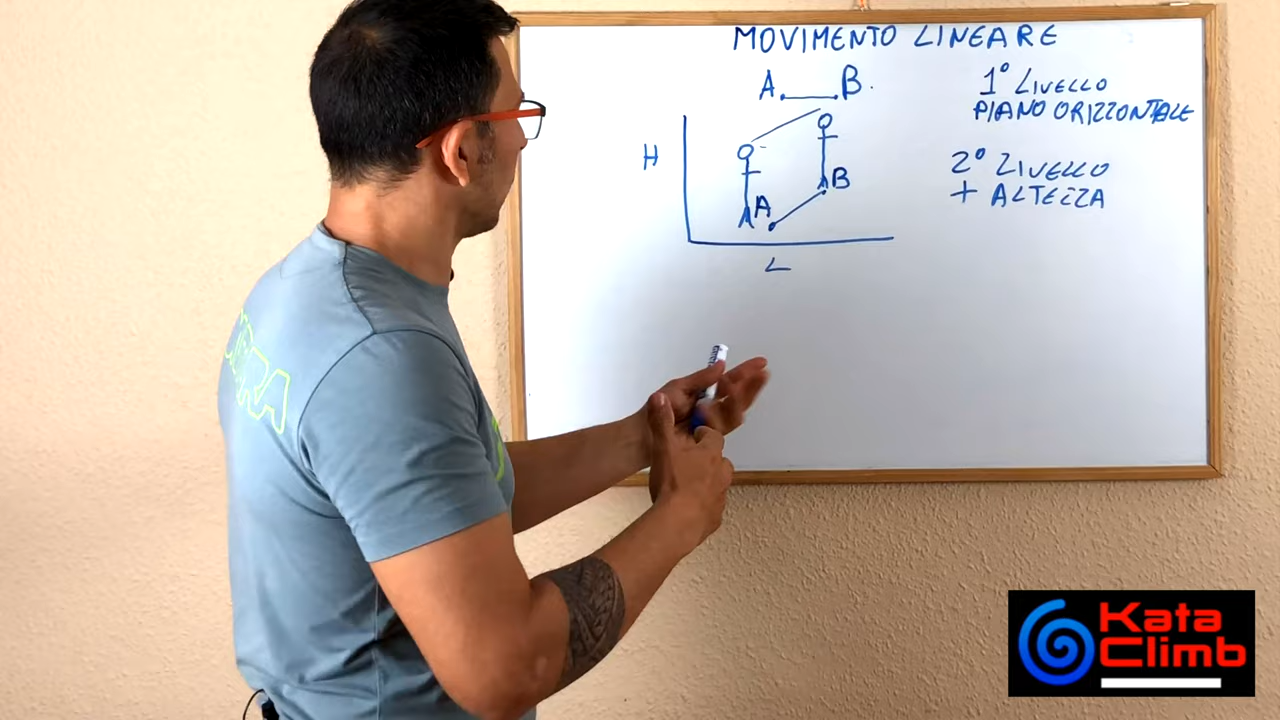 MOVIMENTO LINEARE
A B
1° LIVELLO
PIANO ORIZZONTALE
H
2° LIVELLO
+ ALTEZZA
A
B
L
Kata
Climb